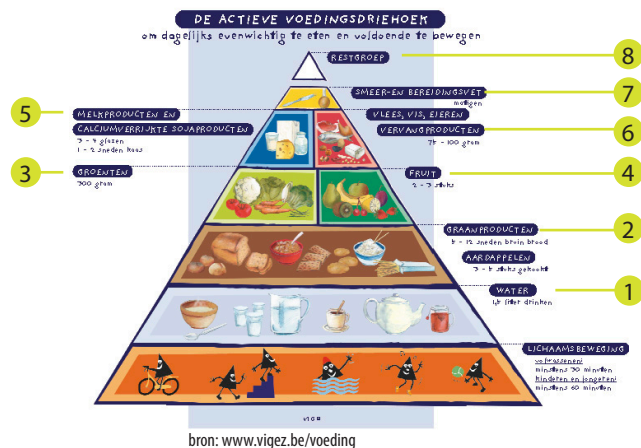 DE ACTIEVE VOEDINGSDRIEHOEK
om dagelijks evenwichtig te eten en voldoende te bewegen
RESTGROEP
8
SMEER-EN BEREIDINGSVET
matigen
7
5
MELKPRODUCTEN EN
CALCIUMVERRIJKTE SOJAPRODUCTEN
3 - 4 glazen
1 - 2 sneden kaas
VLEES, VIS, EIEREN
VERVANGPRODUCTEN
75 - 100 gram
6
3
GROENTEN
300 gram
FRUIT
2 - 3 stuks
4
GRAANPRODUCTEN
5 - 12 sneden bruin brood
2
AARDAPPELEN
3 - 5 stuks gekookt
WATER
1,5 liter drinken
1
LICHAAMSBEWEGING
volwassenen:
minstens 30 minuten
kinderen en jongeren:
minstens 60 minuten
bron: www.vigez.be/voeding